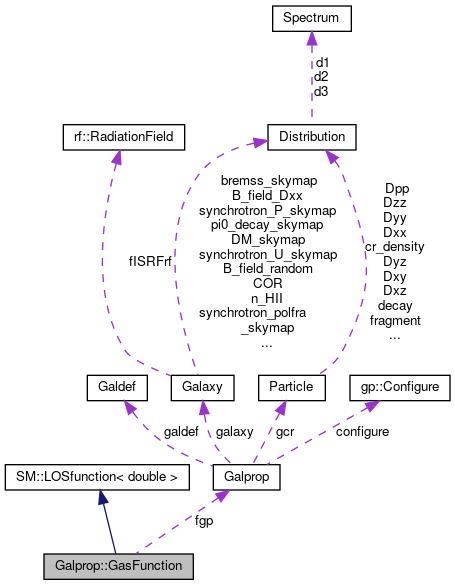 Spectrum
d1
d2
d3
rf::RadiationField
Distribution
bremss_skymap
B_field_Dxx
synchrotron_P_skymap
pi0_decay_skymap
DM_skymap
synchrotron_U_skymap
B_field_random
COR
n_HII
synchrotron_polfra
_skymap
...
Dpp
Dzz
Dyy
Dxx
cr_density
Dyz
Dxy
Dxz
decay
fragment
...
fISRFrf
Galdef
Galaxy
Particle
gp::Configure
galdef
galaxy
gcr
configure
SM::LOSfunction< double >
Galprop
fgp
Galprop::GasFunction